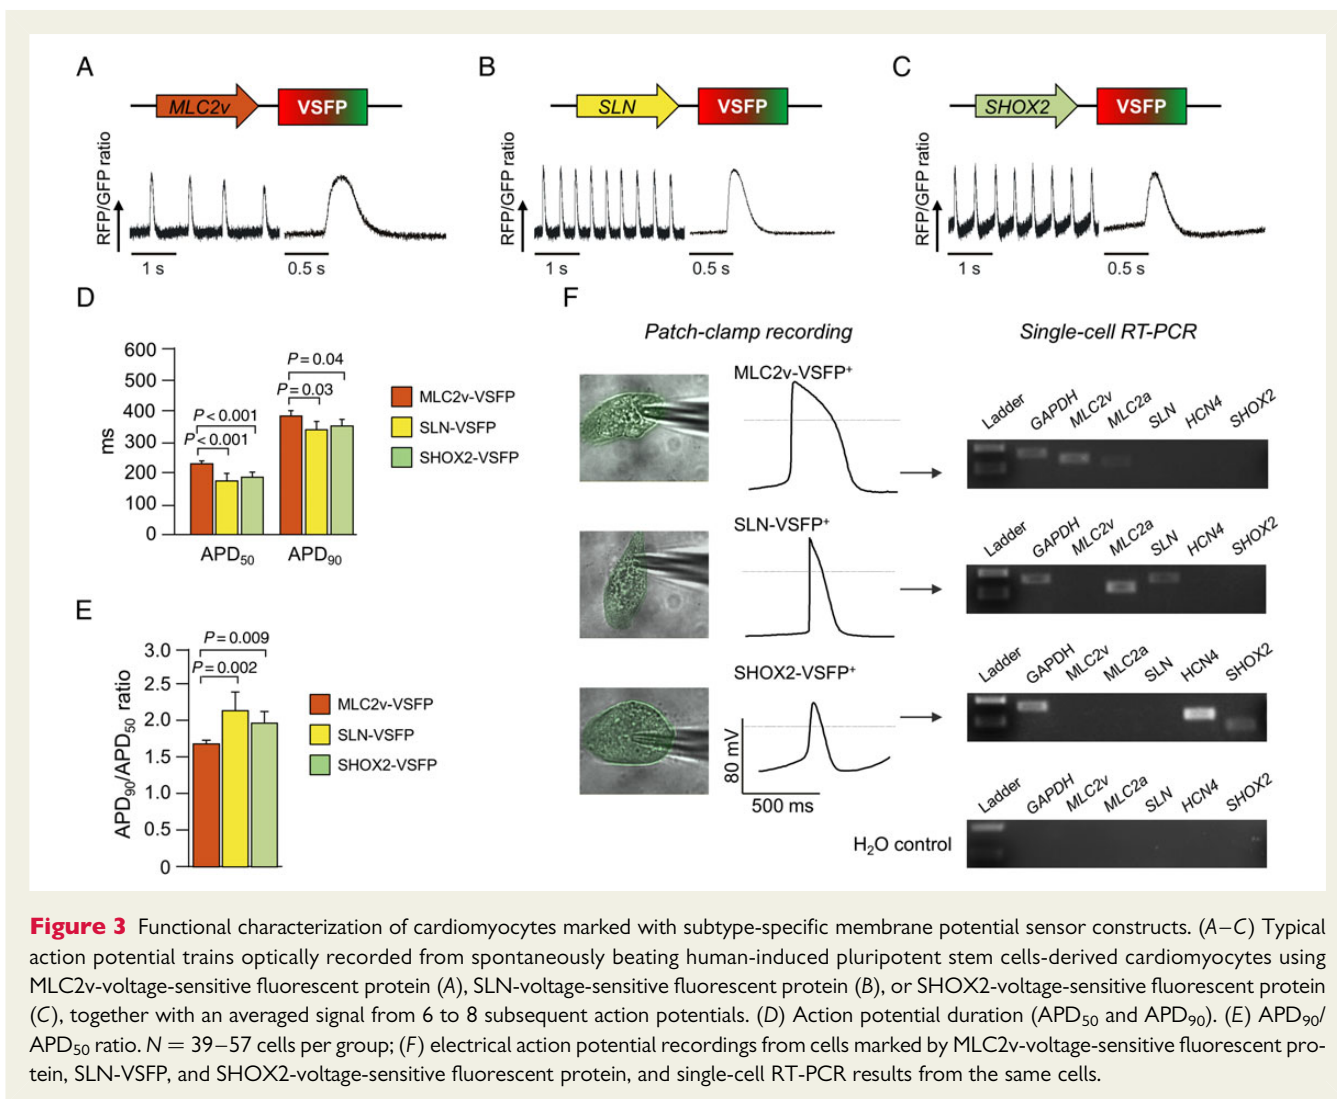 A
B
C
MLC2v
VSFP
SLN
VSFP
SHOX2
VSFP
RFP/GFP ratio
RFP/GFP ratio
RFP/GFP ratio
1 s
0.5 s
1 s
0.5 s
1 s
0.5 s
D
ms
600
500
400
300
200
100
0
P < 0.001
P < 0.001
P = 0.04
P = 0.03
APD50
APD90
MLC2v-VSFP
SLN-VSFP
SHOX2-VSFP
E
APD90/APD50 ratio
3.0
2.5
2.0
1.5
1.0
0.5
0
P = 0.009
P = 0.002
MLC2v-VSFP
SLN-VSFP
SHOX2-VSFP
F
Patch-clamp recording
Single-cell RT-PCR
MLC2v-VSFP+
Ladder GAPDH MLC2v MLC2a SLN HCN4 SHOX2
SLN-VSFP+
Ladder GAPDH MLC2v MLC2a SLN HCN4 SHOX2
SHOX2-VSFP+
Ladder GAPDH MLC2v MLC2a SLN HCN4 SHOX2
80 mV
500 ms
Ladder GAPDH MLC2v MLC2a SLN HCN4 SHOX2
H2O control
Figure 3 Functional characterization of cardiomyocytes marked with subtype-specific membrane potential sensor constructs. (A–C) Typical
action potential trains optically recorded from spontaneously beating human-induced pluripotent stem cells-derived cardiomyocytes using
MLC2v-voltage-sensitive fluorescent protein (A), SLN-voltage-sensitive fluorescent protein (B), or SHOX2-voltage-sensitive fluorescent protein
(C), together with an averaged signal from 6 to 8 subsequent action potentials. (D) Action potential duration (APD50 and APD90). (E) APD90/
APD50 ratio. N = 39–57 cells per group; (F) electrical action potential recordings from cells marked by MLC2v-voltage-sensitive fluorescent pro-
tein, SLN-VSFP, and SHOX2-voltage-sensitive fluorescent protein, and single-cell RT-PCR results from the same cells.